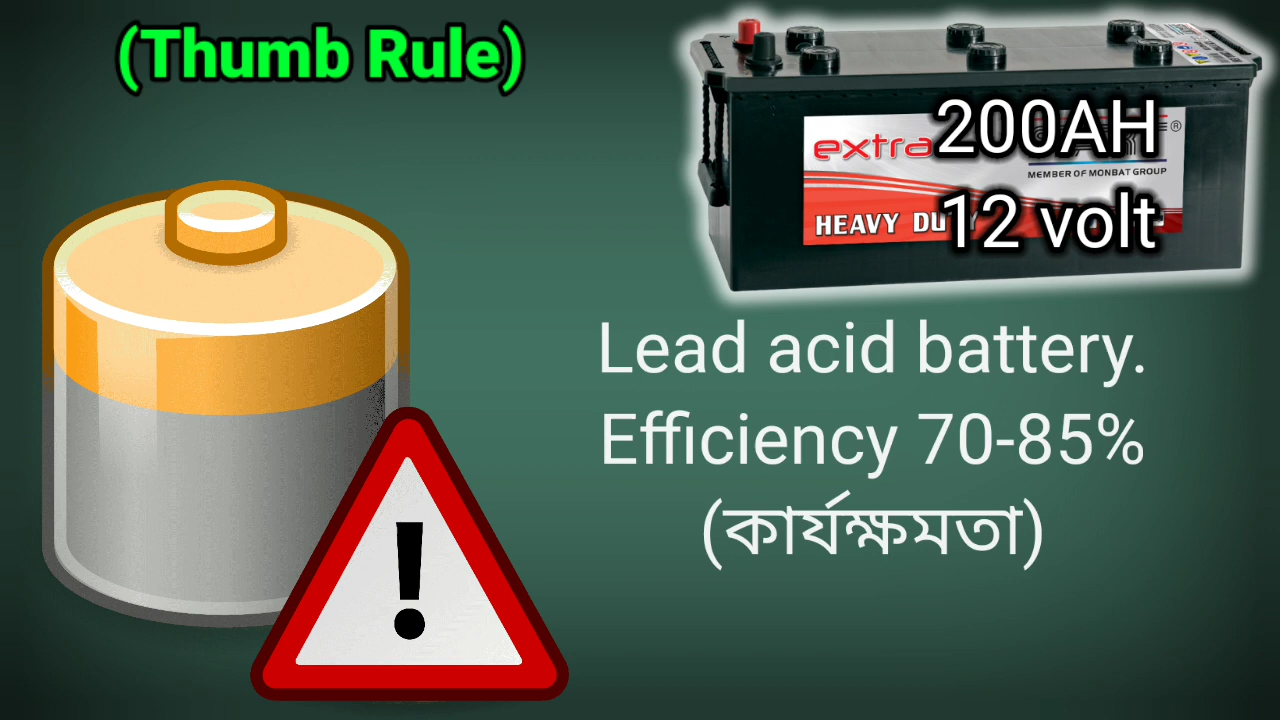 (Thumb Rule)
extra
200AH
®
MEMBER OF MONBAT GROUP
HEAVY DU
12 volt
Lead acid battery.
Efficiency 70-85%
(কার্যক্ষমতা)